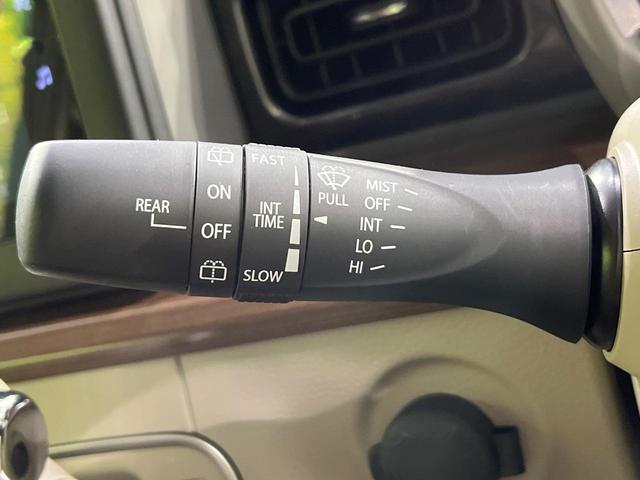 REAR
ON
OFF
FAST
INT
TIME
SLOW
PULL
MIST
OFF
INT
LO
HI